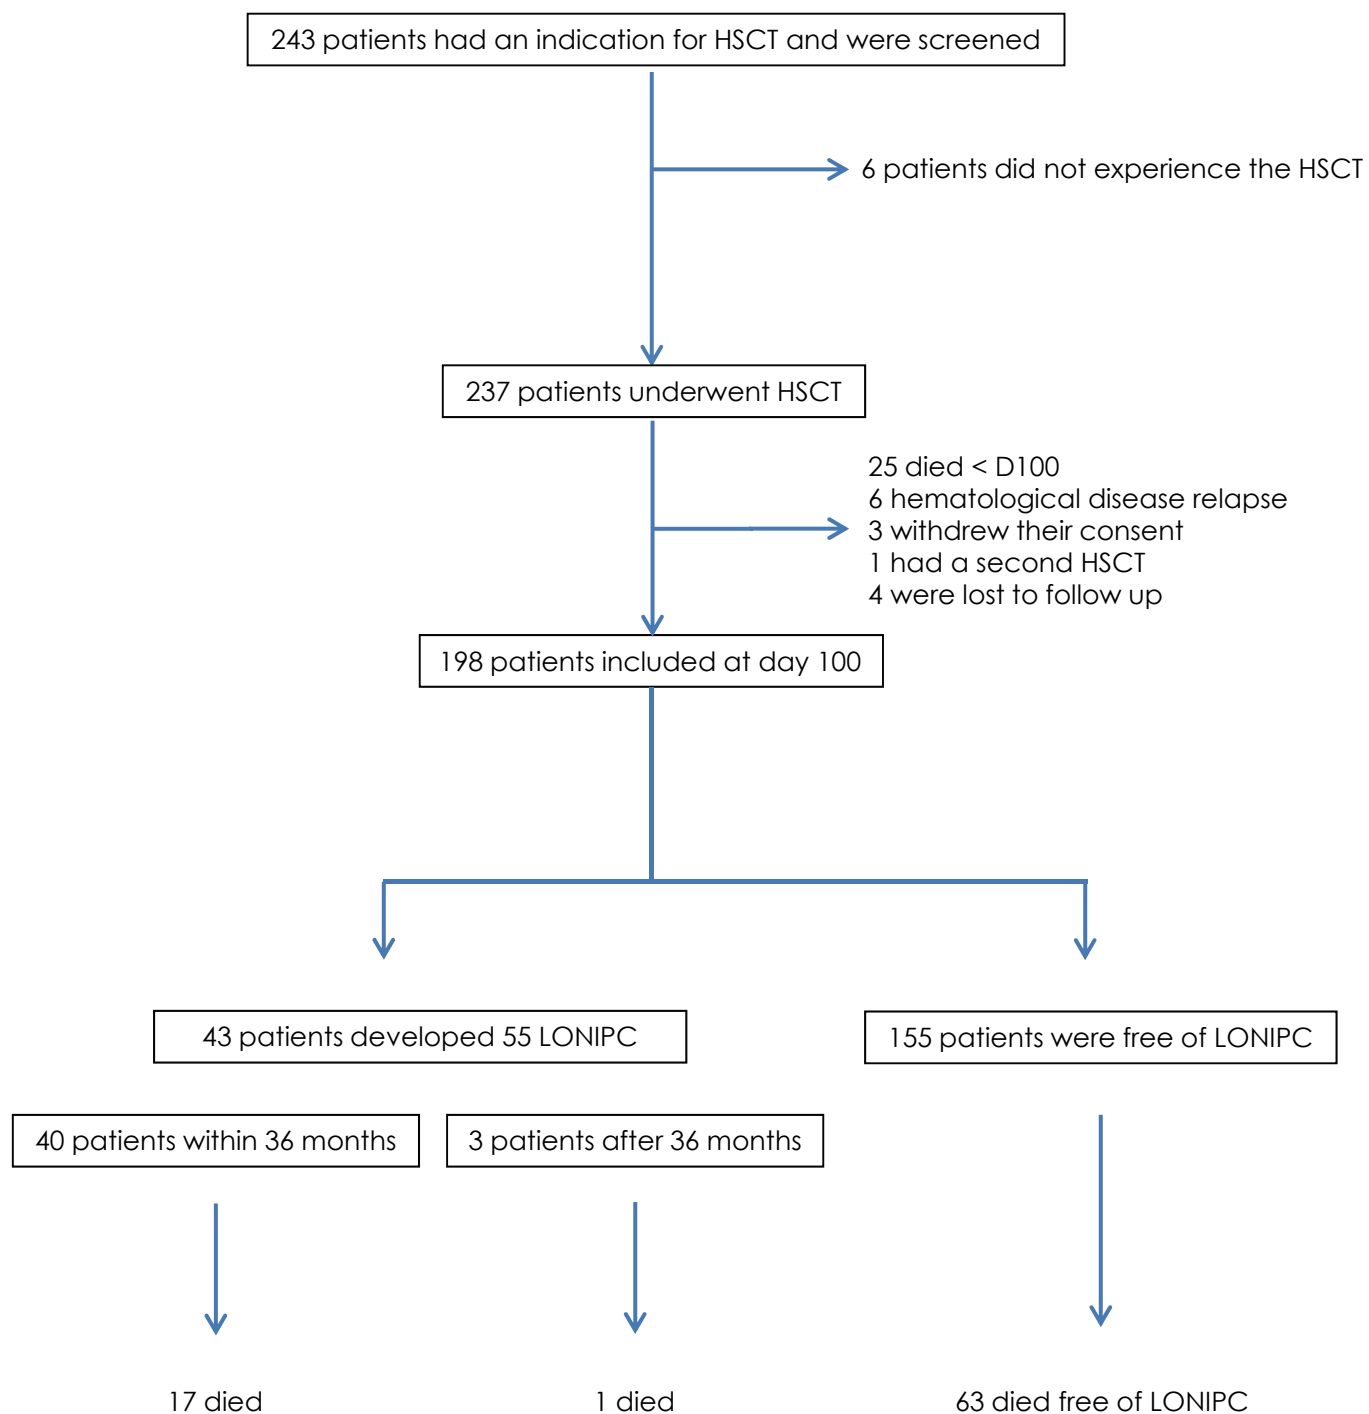 243 patients had an indication for HSCT and were screened
6 patients did not experience the HSCT
237 patients underwent HSCT
25 died < D100
6 hematological disease relapse
3 withdrew their consent
1 had a second HSCT
4 were lost to follow up
198 patients included at day 100
43 patients developed 55 LONIPC
155 patients were free of LONIPC
40 patients within 36 months
3 patients after 36 months
17 died
1 died
63 died free of LONIPC